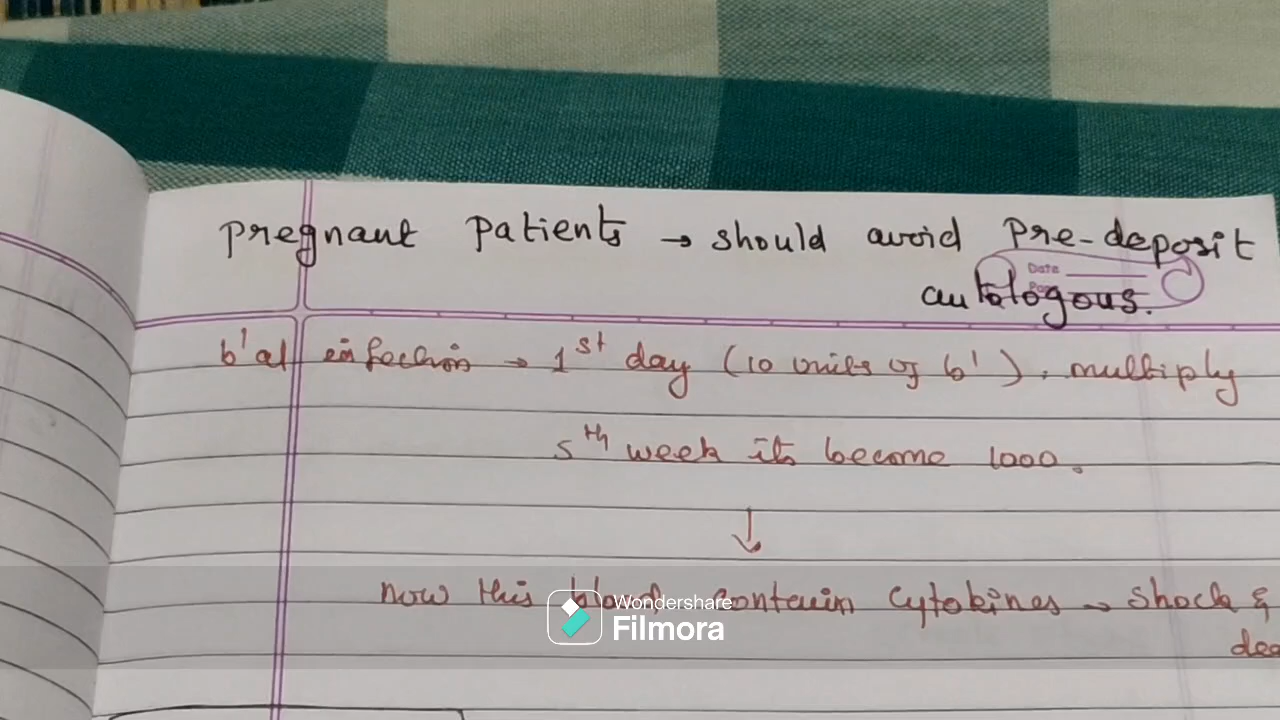 pregnant patients → should avoid pre-deposit
Date
autologous.
b'al infection → 1st day (10 units of b'). multiply
5th week its become 1000.
↓
now this blood contain cytokines → shock &
Wondershare
Filmora